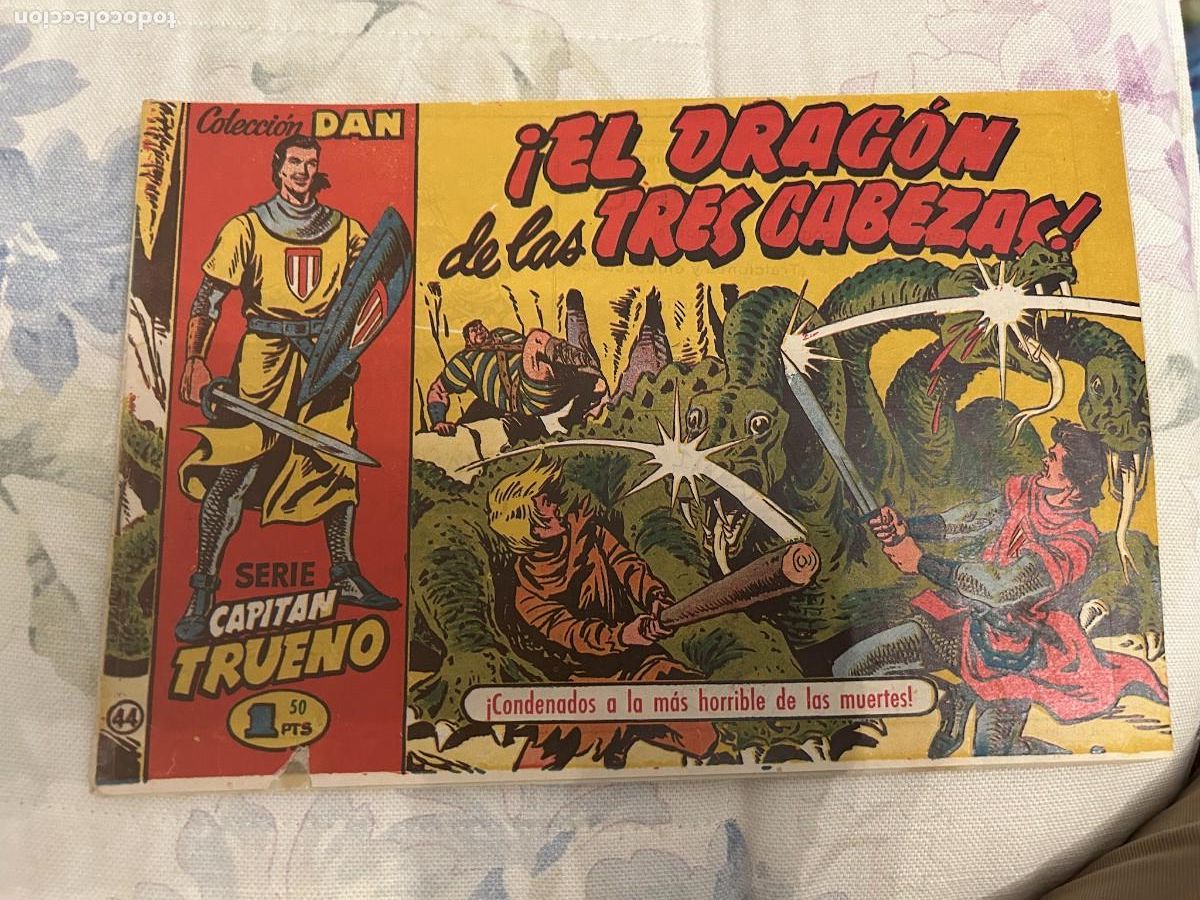 todocoleccion
Colección DAN
¡EL DRAGÓN
de las TRES CABEZAS!
SERIE
CAPITAN
TRUENO
1 50 PTS
44
¡Condenados a la más horrible de las muertes!